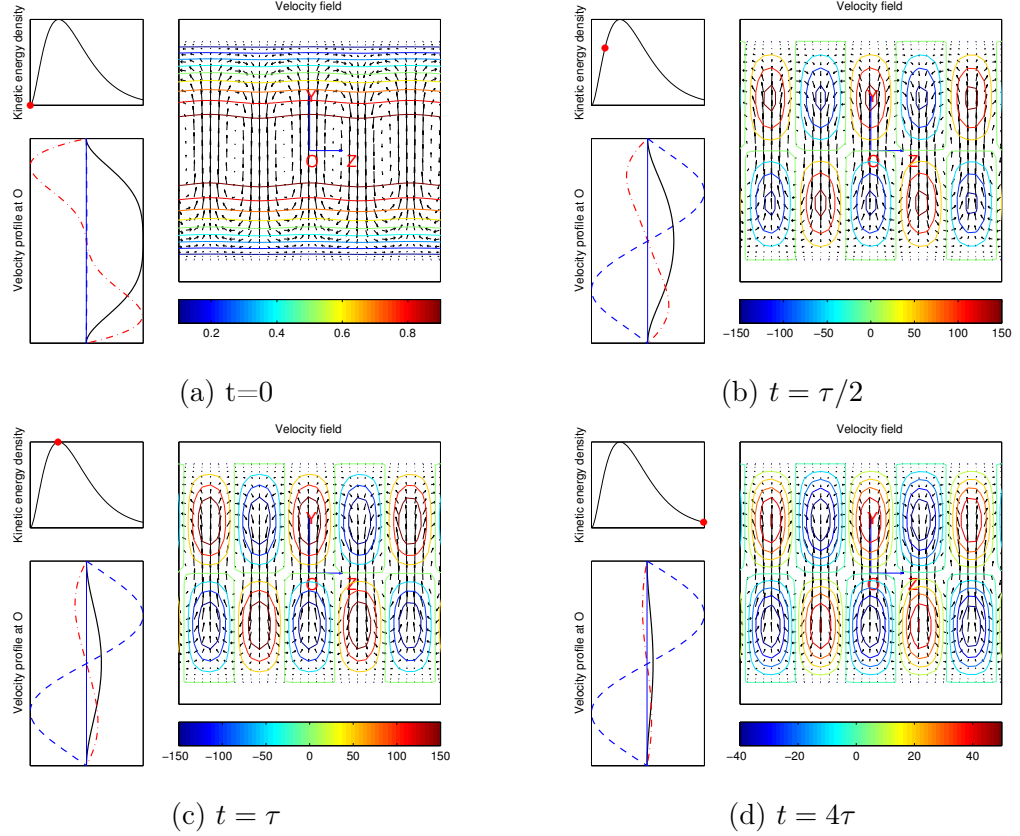 Velocity field
Kinetic energy density
Velocity profile at O
Y
O Z
0.2 0.4 0.6 0.8
(a) t=0
Velocity field
Kinetic energy density
Velocity profile at O
Y
O Z
−150 −100 −50 0 50 100 150
(b) t = τ/2
Velocity field
Kinetic energy density
Velocity profile at O
Y
O Z
−150 −100 −50 0 50 100 150
(c) t = τ
Velocity field
Kinetic energy density
Velocity profile at O
Y
O Z
−40 −20 0 20 40
(d) t = 4τ